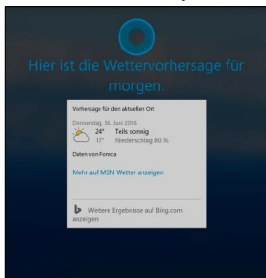 Hier ist die Wettervorhersage für
morgen.
Vorhersage für den aktuellen Ort
Donnerstag, 16. Juni 2016
24° Teils sonnig
17° Niederschlag 80 %
Daten von Foreca
Mehr auf MSN Wetter anzeigen
Weitere Ergebnisse auf Bing.com
anzeigen